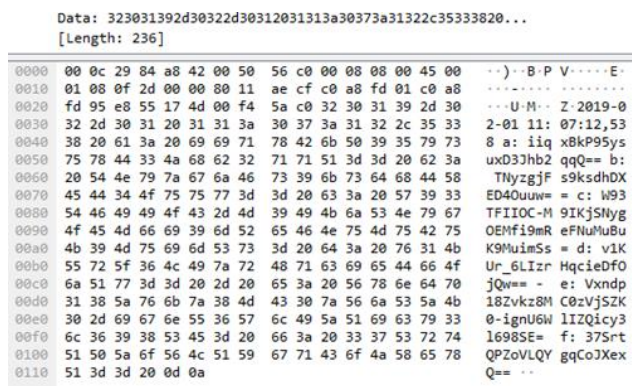 Data: 323031392d30322d30312031313a30373a31322c35333820...
[Length: 236]
0000 00 0c 29 84 a8 42 00 50 56 c0 00 08 08 00 45 00 ··)··B·P V·····E·
0010 01 08 0f 2d 00 00 80 11 ae cf c0 a8 fd 01 c0 a8 ···-···· ········
0020 fd 95 e8 55 17 4d 00 f4 5a c0 32 30 31 39 2d 30 ···U·M·· Z·2019-0
0030 32 2d 30 31 20 31 31 3a 30 37 3a 31 32 2c 35 33 2-01 11: 07:12,53
0040 38 20 61 3a 20 69 69 71 78 42 6b 50 39 35 79 73 8 a: iiq xBkP95ys
0050 75 78 44 33 4a 68 62 32 71 71 51 3d 3d 20 62 3a uxD3Jhb2 qqQ== b:
0060 20 54 4e 79 7a 67 6a 46 73 39 6b 73 64 68 44 58 TNyzgjF s9ksdhDX
0070 45 44 34 4f 75 75 77 3d 3d 20 63 3a 20 57 39 33 ED4Ouuw= = c: W93
0080 54 46 49 49 4f 43 2d 4d 39 49 4b 6a 53 4e 79 67 TFIIOC-M 9IKjSNyg
0090 4f 45 4d 66 69 39 6d 52 65 46 4e 75 4d 75 42 75 OEMfi9mR eFNuMuBu
00a0 4b 39 4d 75 69 6d 53 73 3d 20 64 3a 20 76 31 4b K9MuimSs = d: v1K
00b0 55 72 5f 36 4c 49 7a 72 48 71 63 69 65 44 66 4f Ur_6LIzr HqcieDfO
00c0 6a 51 77 3d 3d 20 2d 20 65 3a 20 56 78 6e 64 70 jQw== - e: Vxndp
00d0 31 38 5a 76 6b 7a 38 4d 43 30 7a 56 6a 53 5a 4b 18Zvkz8M C0zVjSZK
00e0 30 2d 69 67 6e 55 36 57 6c 49 5a 51 69 63 79 33 0-ignU6W lIZQicy3
00f0 6c 36 39 38 53 45 3d 20 66 3a 20 33 37 53 72 74 l698SE= f: 37Srt
0100 51 50 5a 6f 56 4c 51 59 67 71 43 6f 4a 58 65 78 QPZoVLQY gqCoJXex
0110 51 3d 3d 20 0d 0a Q== ··